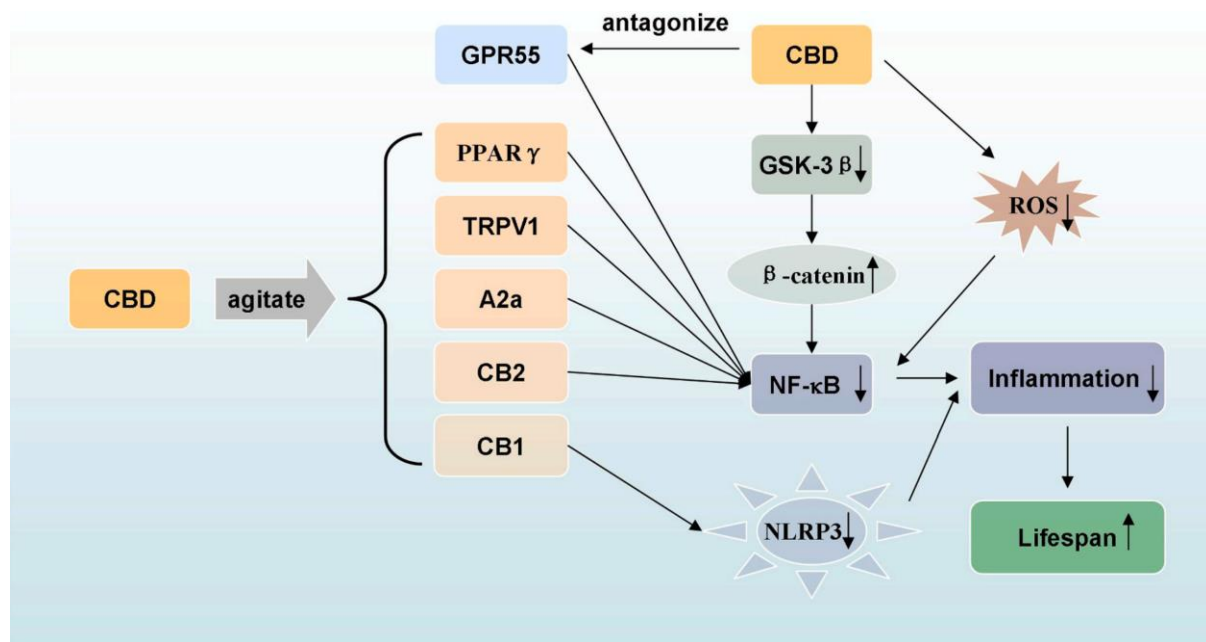 antagonize
GPR55
CBD
PPAR γ
GSK-3 β
TRPV1
ROS
β-catenin
CBD
agitate
A2a
CB2
NF-κB
Inflammation
CB1
NLRP3
Lifespan